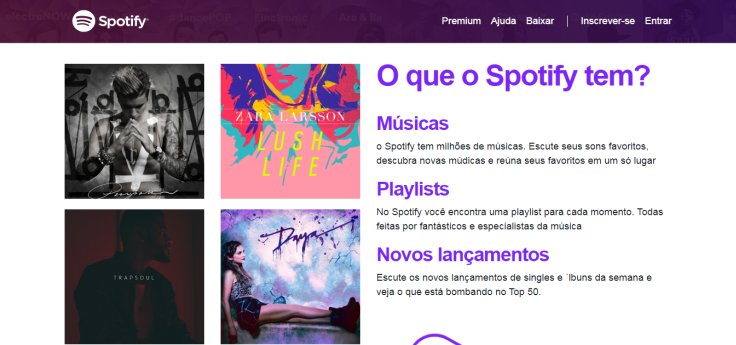 electroNOW
Spotify
Premium Ajuda Baixar | Inscrever-se Entrar
O que o Spotify tem?
ZARA LARSSON
LUSH
LIFE
Músicas
o Spotify tem milhões de músicas. Escute seus sons favoritos,
descubra novas múdicas e reúna seus favoritos em um só lugar
Playlists
No Spotify você encontra uma playlist para cada momento. Todas
feitas por fantásticos e especialistas da música
Novos lançamentos
Escute os novos lançamentos de singles e ´lbuns da semana e
veja o que está bombando no Top 50.
TRAPSOUL
Daya